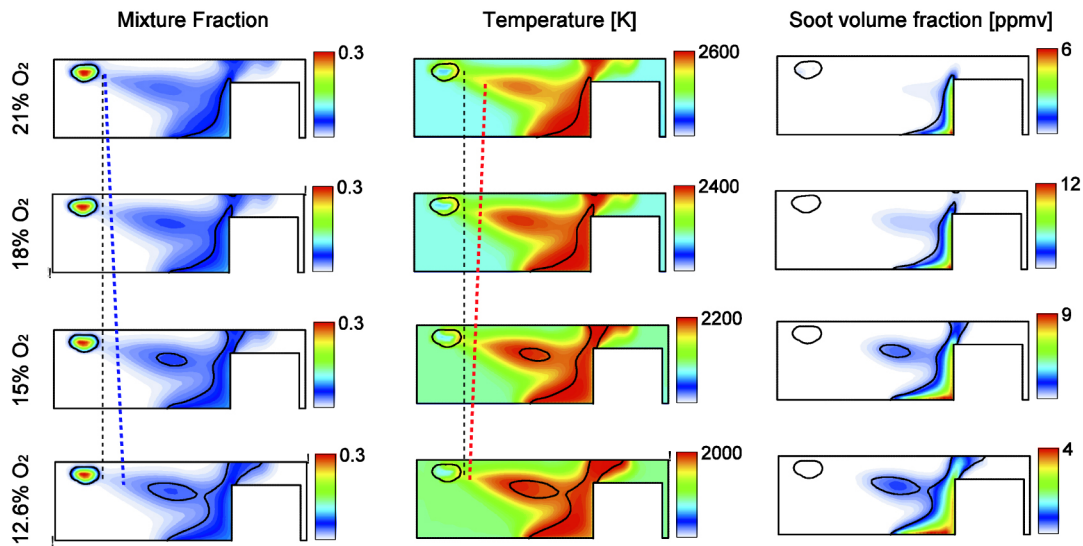 Mixture Fraction
Temperature [K]
Soot volume fraction [ppmv]
21% O₂
0.3
2600
6
18% O₂
0.3
2400
12
15% O₂
0.3
2200
9
12.6% O₂
0.3
2000
4